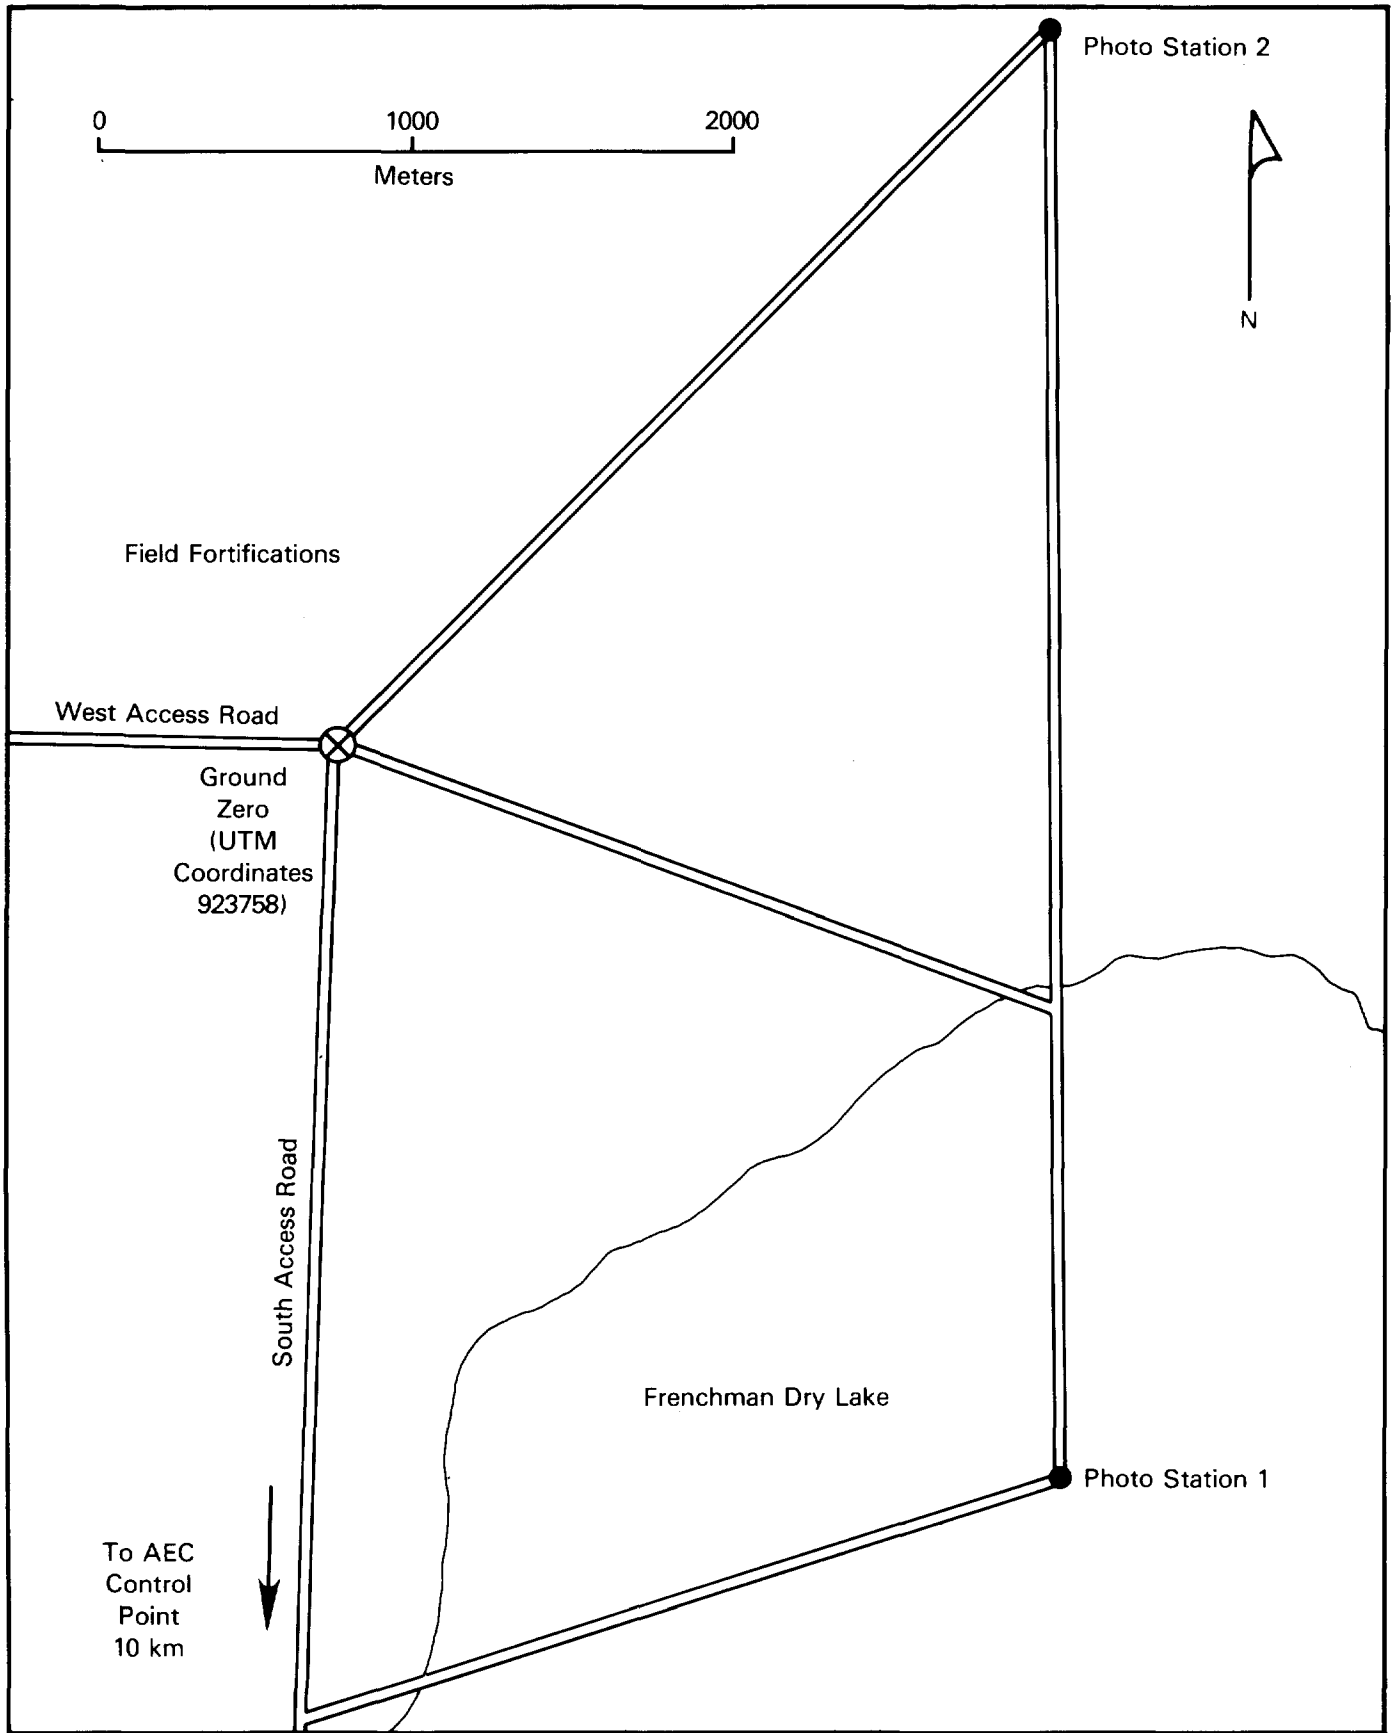 Photo Station 2
0 1000 2000
Meters
N
Field Fortifications
West Access Road
Ground
Zero
(UTM
Coordinates
923758)
South Access Road
Frenchman Dry Lake
Photo Station 1
To AEC
Control
Point
10 km